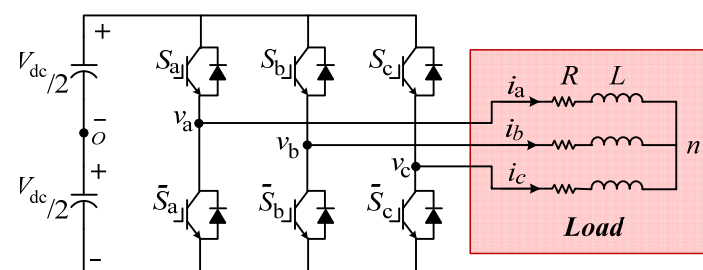 +
V_dc/2
−
o
+
V_dc/2
−
S_a
S_b
S_c
v_a
v_b
v_c
S̄_a
S̄_b
S̄_c
i_a
R
L
i_b
n
i_c
Load